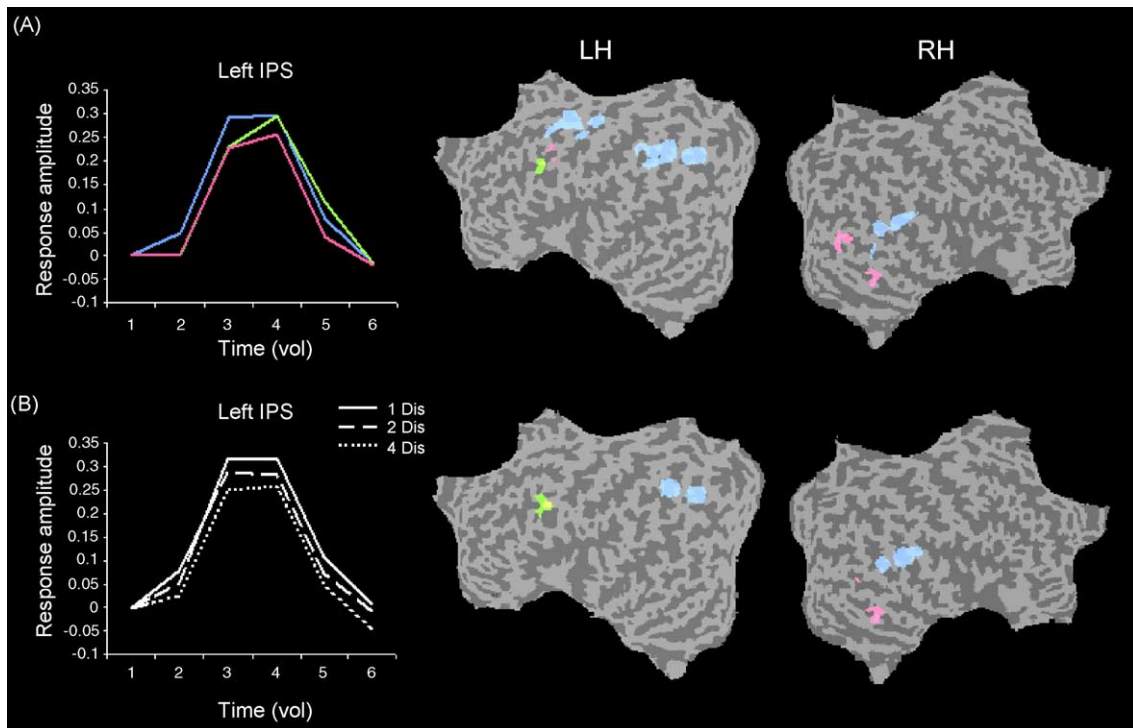 (A)
LH
RH
Left IPS
Response amplitude
0.35
0.3
0.25
0.2
0.15
0.1
0.05
0
-0.05
-0.1
1 2 3 4 5 6
Time (vol)
(B)
Left IPS
1 Dis
2 Dis
4 Dis
Response amplitude
0.35
0.3
0.25
0.2
0.15
0.1
0.05
0
-0.05
-0.1
1 2 3 4 5 6
Time (vol)